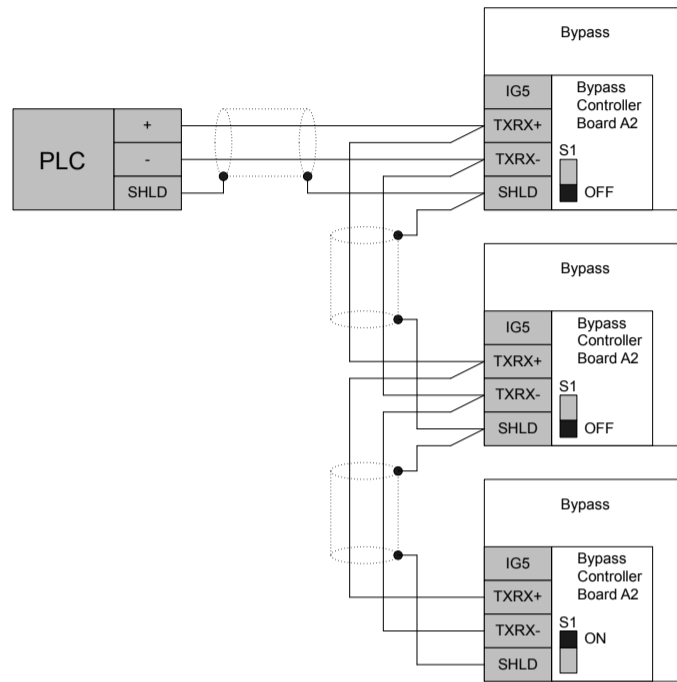 PLC
+
-
SHLD
Bypass
IG5
TXRX+
TXRX-
SHLD
Bypass
Controller
Board A2
S1
OFF
Bypass
IG5
TXRX+
TXRX-
SHLD
Bypass
Controller
Board A2
S1
OFF
Bypass
IG5
TXRX+
TXRX-
SHLD
Bypass
Controller
Board A2
S1
ON